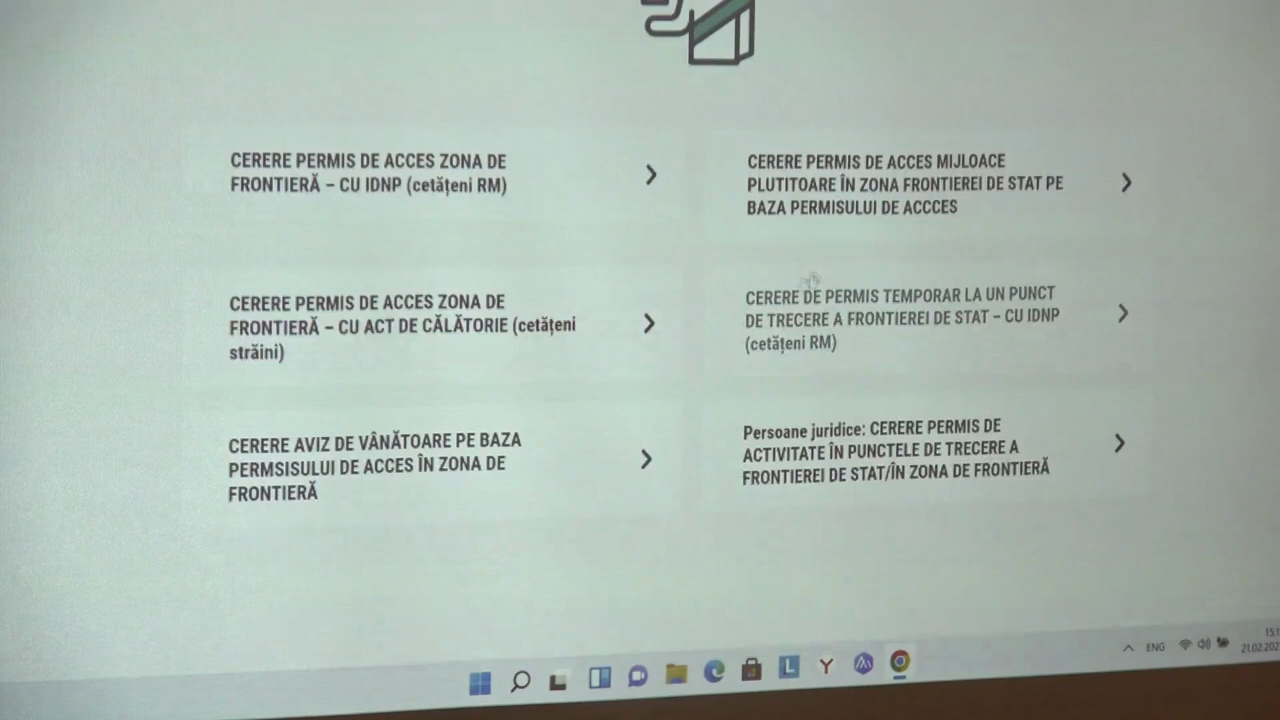 CERERE PERMIS DE ACCES ZONA DE
FRONTIERĂ – CU IDNP (cetățeni RM)
CERERE PERMIS DE ACCES MIJLOACE
PLUTITOARE ÎN ZONA FRONTIEREI DE STAT PE
BAZA PERMISULUI DE ACCCES
CERERE PERMIS DE ACCES ZONA DE
FRONTIERĂ – CU ACT DE CĂLĂTORIE (cetățeni
străini)
CERERE DE PERMIS TEMPORAR LA UN PUNCT
DE TRECERE A FRONTIEREI DE STAT – CU IDNP
(cetățeni RM)
CERERE AVIZ DE VÂNĂTOARE PE BAZA
PERMSISULUI DE ACCES ÎN ZONA DE
FRONTIERĂ
Persoane juridice: CERERE PERMIS DE
ACTIVITATE ÎN PUNCTELE DE TRECERE A
FRONTIEREI DE STAT/ÎN ZONA DE FRONTIERĂ
ENG